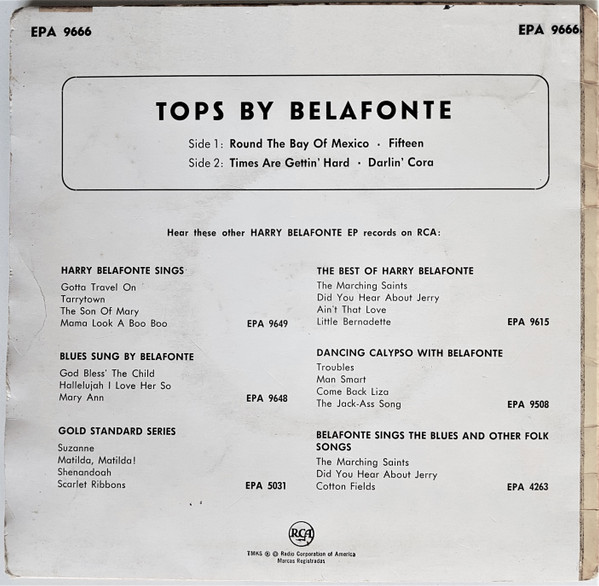 EPA 9666
EPA 9666
TOPS BY BELAFONTE
Side 1: Round The Bay Of Mexico · Fifteen
Side 2: Times Are Gettin' Hard · Darlin' Cora
Hear these other HARRY BELAFONTE EP records on RCA:
HARRY BELAFONTE SINGS
Gotta Travel On
Tarrytown
The Son Of Mary
Mama Look A Boo Boo
EPA 9649
BLUES SUNG BY BELAFONTE
God Bless' The Child
Hallelujah I Love Her So
Mary Ann
EPA 9648
GOLD STANDARD SERIES
Suzanne
Matilda, Matilda!
Shenandoah
Scarlet Ribbons
EPA 5031
THE BEST OF HARRY BELAFONTE
The Marching Saints
Did You Hear About Jerry
Ain't That Love
Little Bernadette
EPA 9615
DANCING CALYPSO WITH BELAFONTE
Troubles
Man Smart
Come Back Liza
The Jack-Ass Song
EPA 9508
BELAFONTE SINGS THE BLUES AND OTHER FOLK
SONGS
The Marching Saints
Did You Hear About Jerry
Cotton Fields
EPA 4263
RCA
TMKS ® © Radio Corporation of America
Marcas Registradas